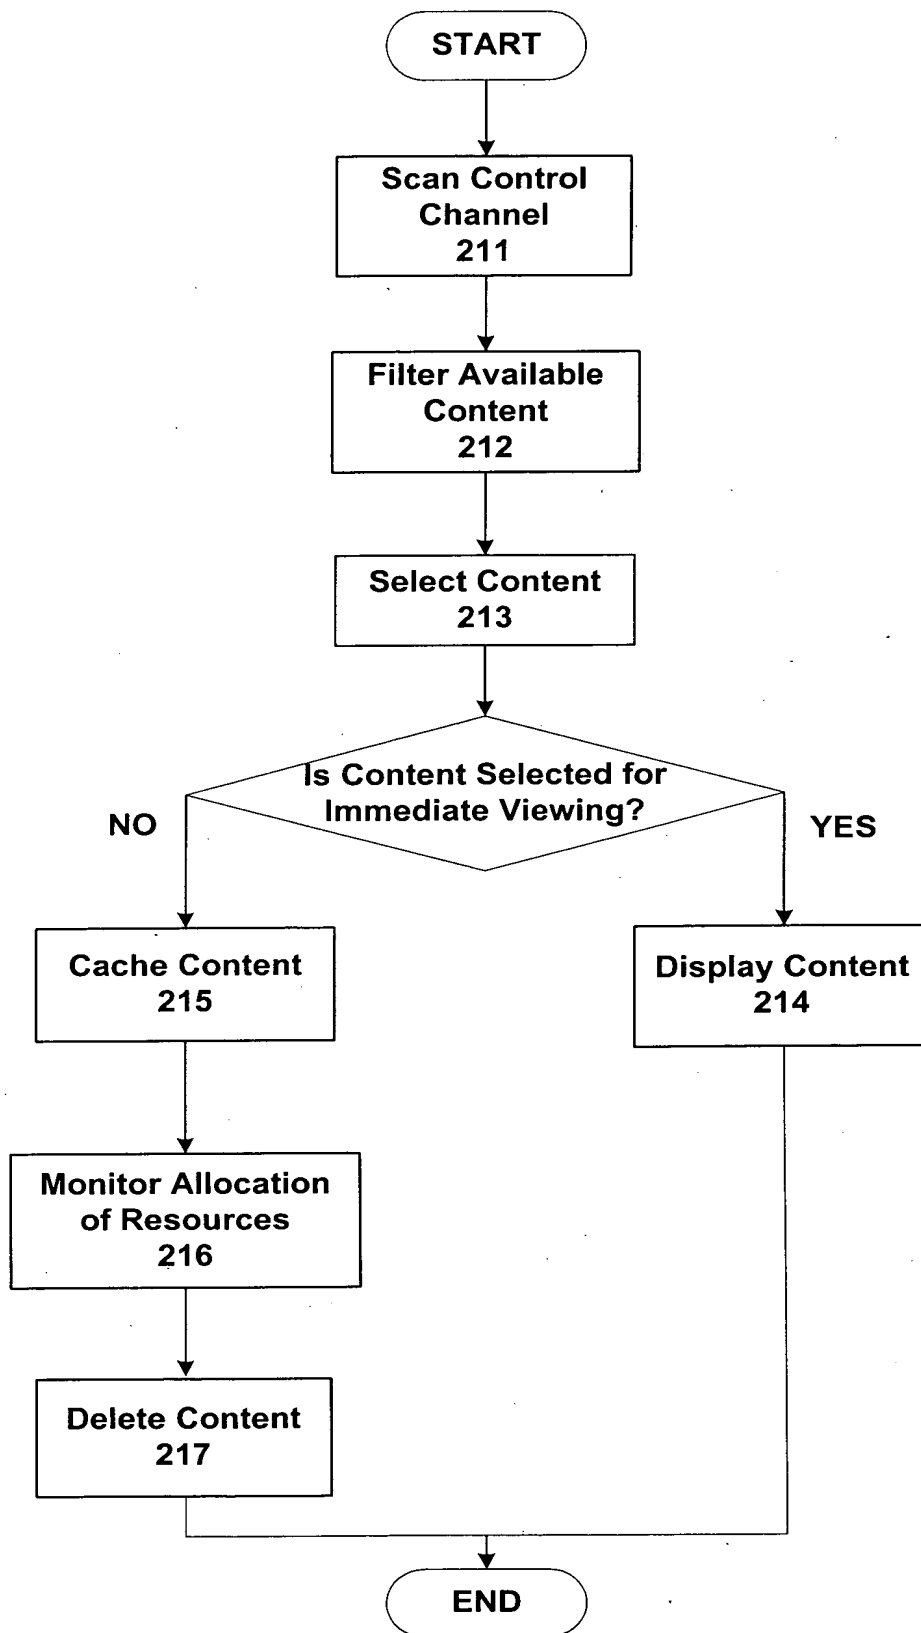 START
Scan Control
Channel
211
Filter Available
Content
212
Select Content
213
Is Content Selected for
Immediate Viewing?
NO
YES
Cache Content
215
Display Content
214
Monitor Allocation
of Resources
216
Delete Content
217
END